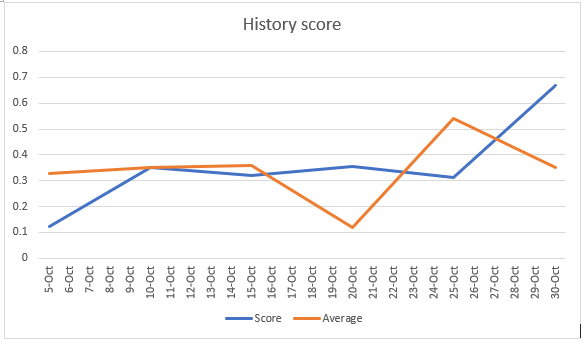 History score
0.8
0.7
0.6
0.5
0.4
0.3
0.2
0.1
0
5-Oct
6-Oct
7-Oct
8-Oct
9-Oct
10-Oct
11-Oct
12-Oct
13-Oct
14-Oct
15-Oct
16-Oct
17-Oct
18-Oct
19-Oct
20-Oct
21-Oct
22-Oct
23-Oct
24-Oct
25-Oct
26-Oct
27-Oct
28-Oct
29-Oct
30-Oct
Score Average